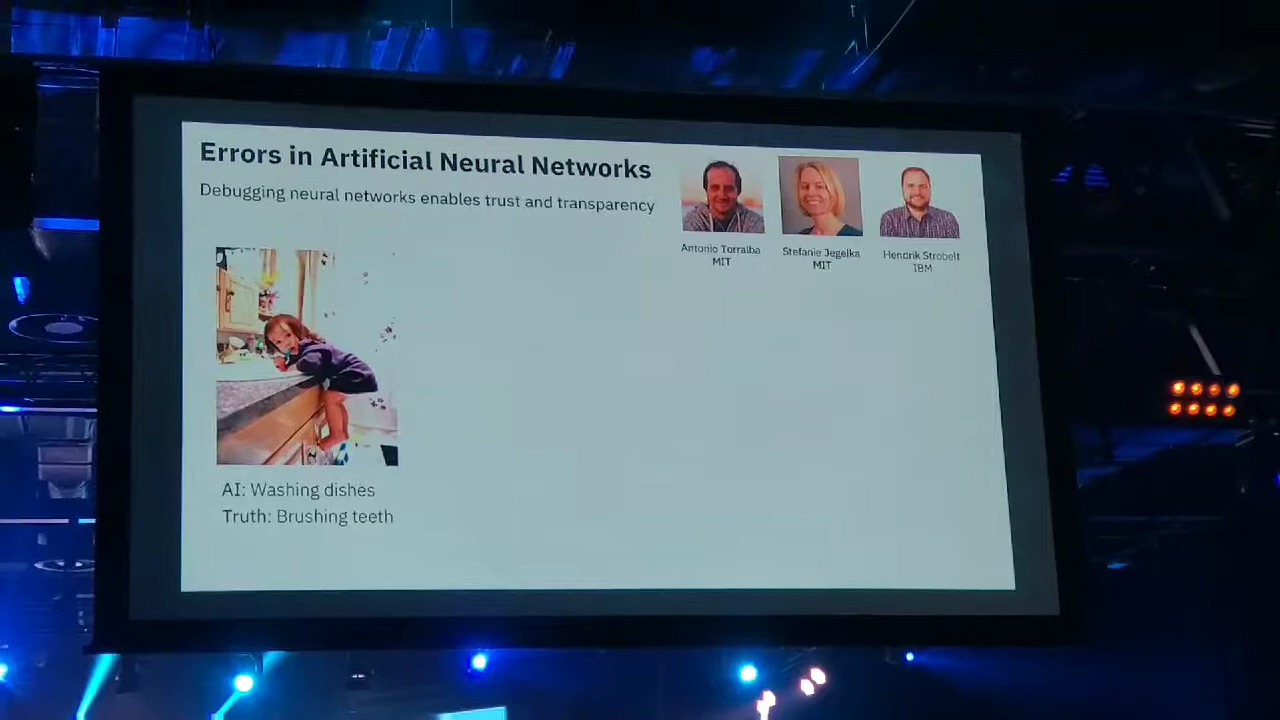 Errors in Artificial Neural Networks
Debugging neural networks enables trust and transparency
Antonio Torralba
MIT
Stefanie Jegelka
MIT
Hendrik Strobelt
IBM
AI: Washing dishes
Truth: Brushing teeth